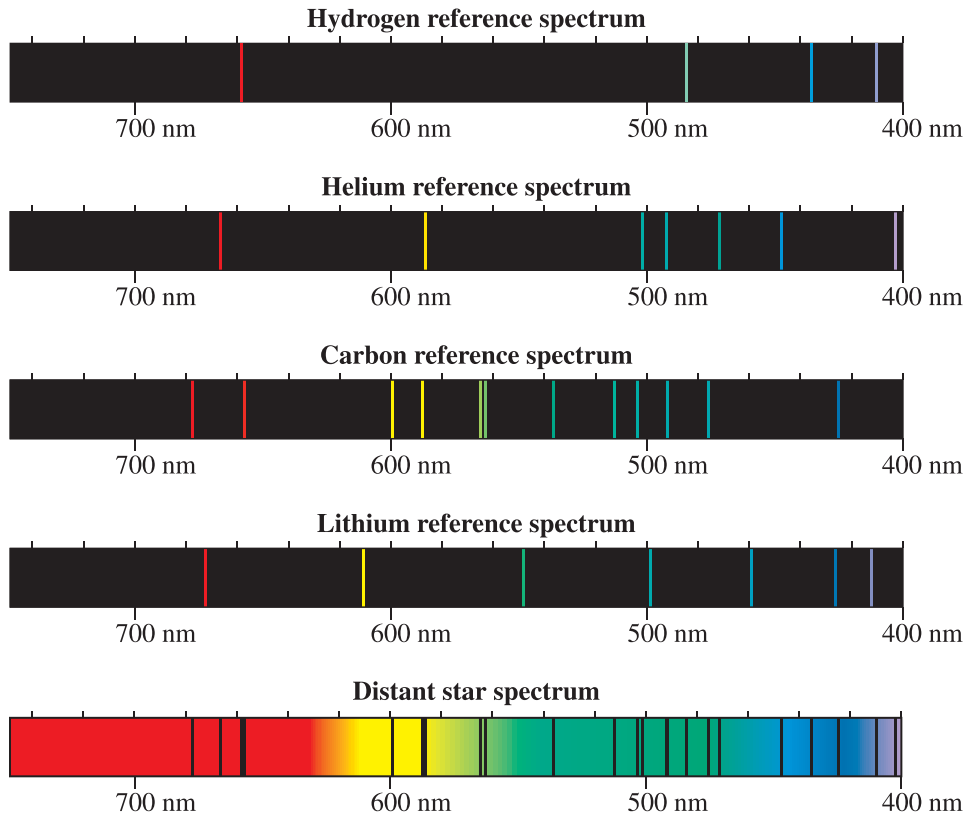 Hydrogen reference spectrum
700 nm 600 nm 500 nm 400 nm
Helium reference spectrum
700 nm 600 nm 500 nm 400 nm
Carbon reference spectrum
700 nm 600 nm 500 nm 400 nm
Lithium reference spectrum
700 nm 600 nm 500 nm 400 nm
Distant star spectrum
700 nm 600 nm 500 nm 400 nm